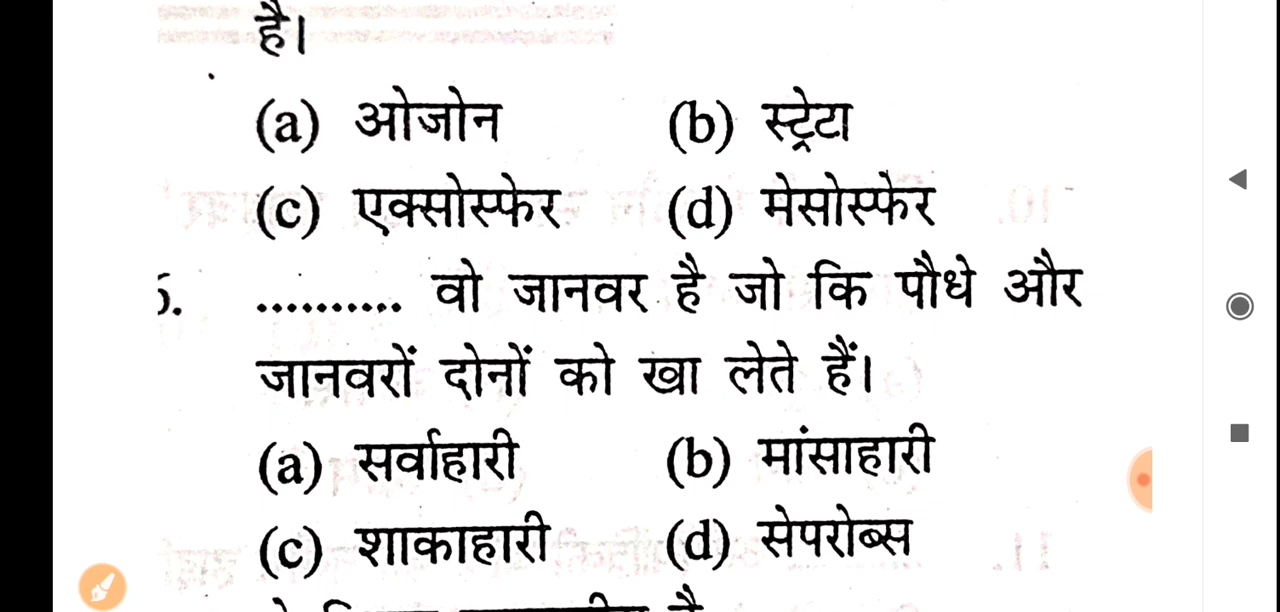 है।
(a) ओजोन (b) स्ट्रेटा
(c) एक्सोस्फेर (d) मेसोस्फेर
.......... वो जानवर है जो कि पौधे और
जानवरों दोनों को खा लेते हैं।
(a) सर्वाहारी (b) मांसाहारी
(c) शाकाहारी (d) सेपरोब्स